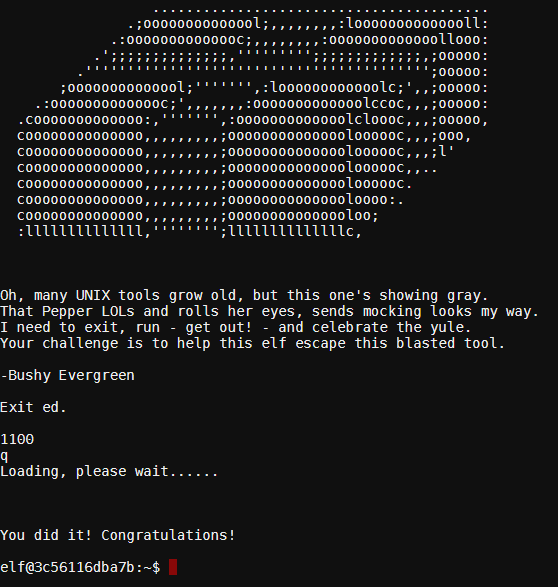 Oh, many UNIX tools grow old, but this one's showing gray.
That Pepper LOLs and rolls her eyes, sends mocking looks my way.
I need to exit, run - get out! - and celebrate the yule.
Your challenge is to help this elf escape this blasted tool.
-Bushy Evergreen
Exit ed.
1100
q
Loading, please wait......
You did it! Congratulations!
elf@3c56116dba7b:~$